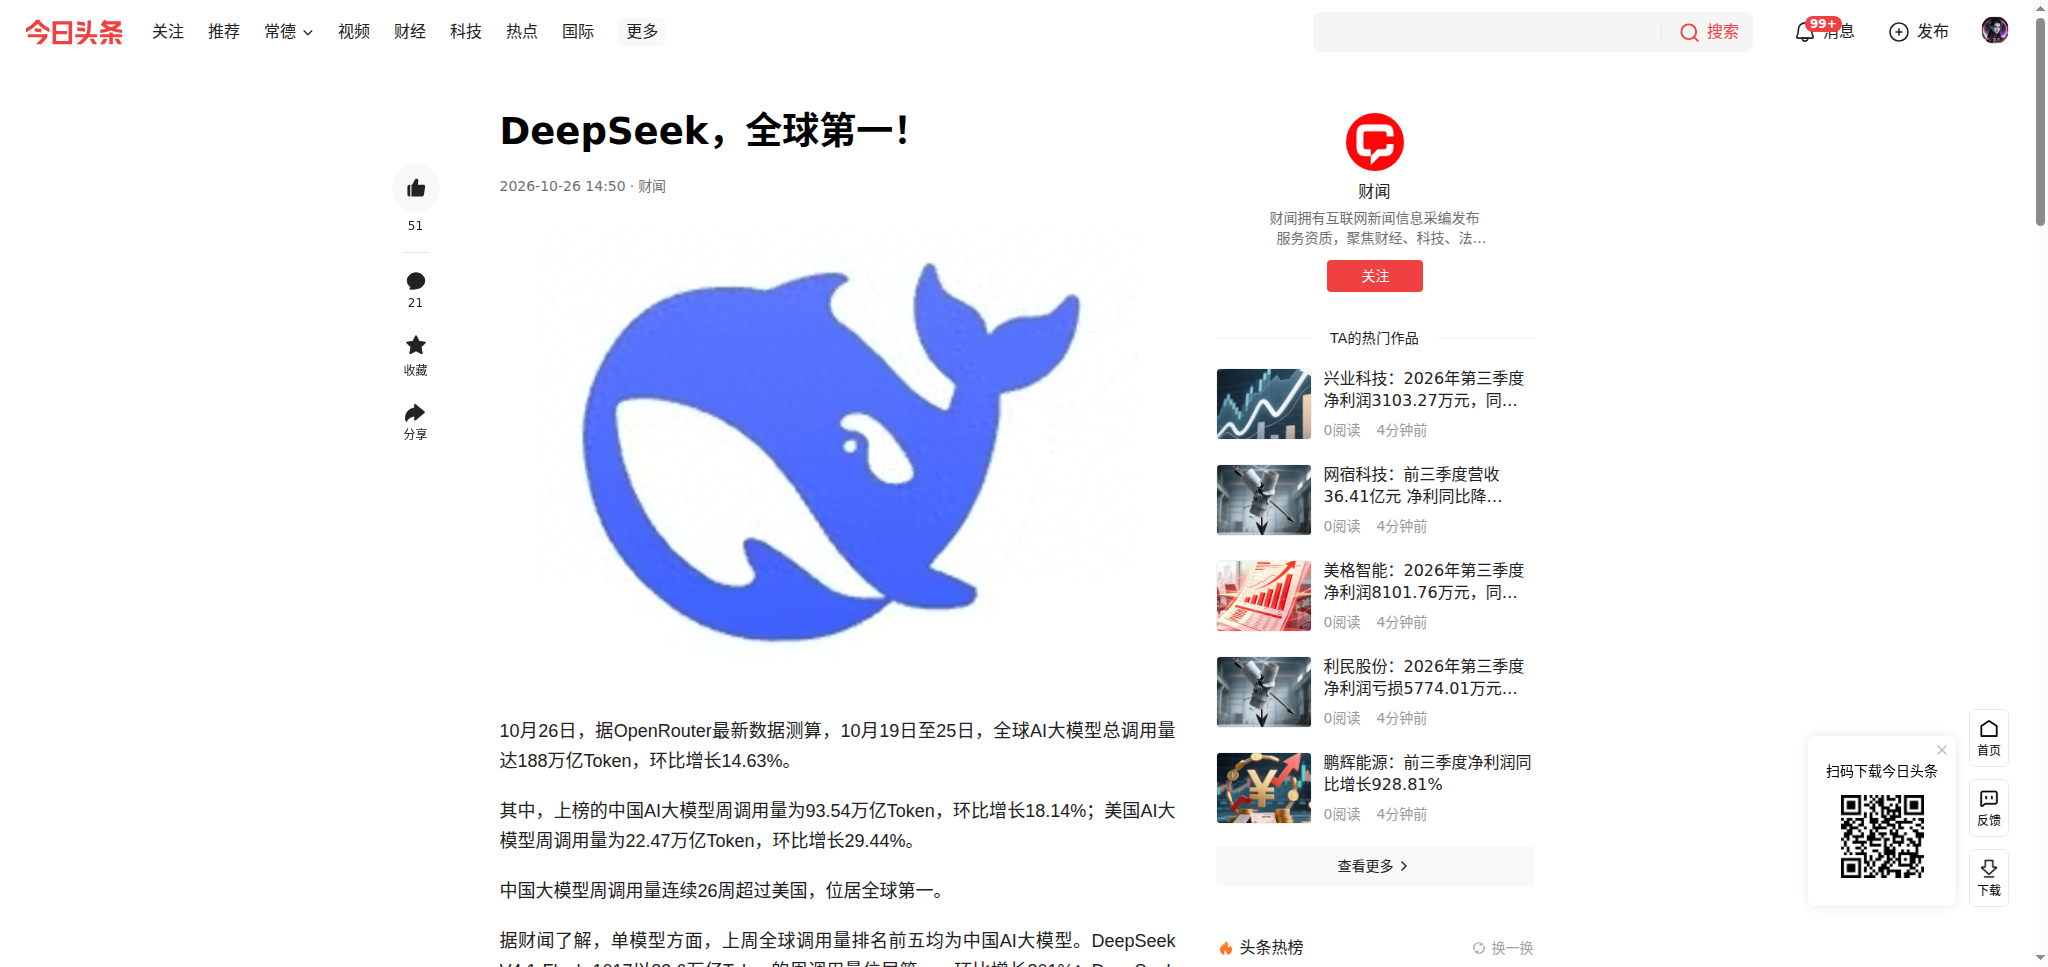 今日头条
关注 推荐 常德 视频 财经 科技 热点 国际 更多
搜索
99+
消息
发布
DeepSeek，全球第一！
2026-10-26 14:50 · 财闻
51
21
收藏
分享
10月26日，据OpenRouter最新数据测算，10月19日至25日，全球AI大模型总调用量
达188万亿Token，环比增长14.63%。
其中，上榜的中国AI大模型周调用量为93.54万亿Token，环比增长18.14%；美国AI大
模型周调用量为22.47万亿Token，环比增长29.44%。
中国大模型周调用量连续26周超过美国，位居全球第一。
据财闻了解，单模型方面，上周全球调用量排名前五均为中国AI大模型。DeepSeek
财闻
财闻拥有互联网新闻信息采编发布
服务资质，聚焦财经、科技、法...
关注
TA的热门作品
兴业科技：2026年第三季度
净利润3103.27万元，同...
0阅读 4分钟前
网宿科技：前三季度营收
36.41亿元 净利同比降...
0阅读 4分钟前
美格智能：2026年第三季度
净利润8101.76万元，同...
0阅读 4分钟前
利民股份：2026年第三季度
净利润亏损5774.01万元...
0阅读 4分钟前
鹏辉能源：前三季度净利润同
比增长928.81%
0阅读 4分钟前
查看更多
头条热榜
换一换
扫码下载今日头条
首页
反馈
下载